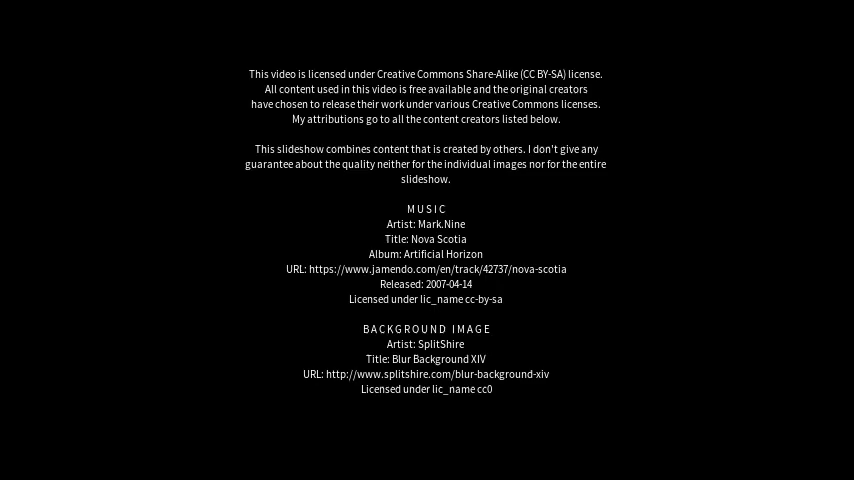 This video is licensed under Creative Commons Share-Alike (CC BY-SA) license.
All content used in this video is free available and the original creators
have chosen to release their work under various Creative Commons licenses.
My attributions go to all the content creators listed below.
This slideshow combines content that is created by others. I don't give any
guarantee about the quality neither for the individual images nor for the entire
slideshow.
MUSIC
Artist: Mark.Nine
Title: Nova Scotia
Album: Artificial Horizon
URL: https://www.jamendo.com/en/track/42737/nova-scotia
Released: 2007-04-14
Licensed under lic_name cc-by-sa
BACKGROUND IMAGE
Artist: SplitShire
Title: Blur Background XIV
URL: http://www.splitshire.com/blur-background-xiv
Licensed under lic_name cc0